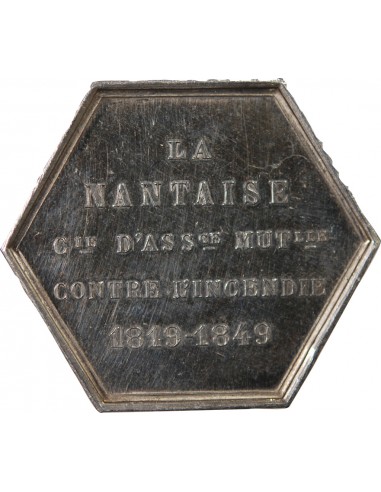 LA
NANTAISE
CIE D'ASSCE MUTLLE
CONTRE L'INCENDIE
1819-1849